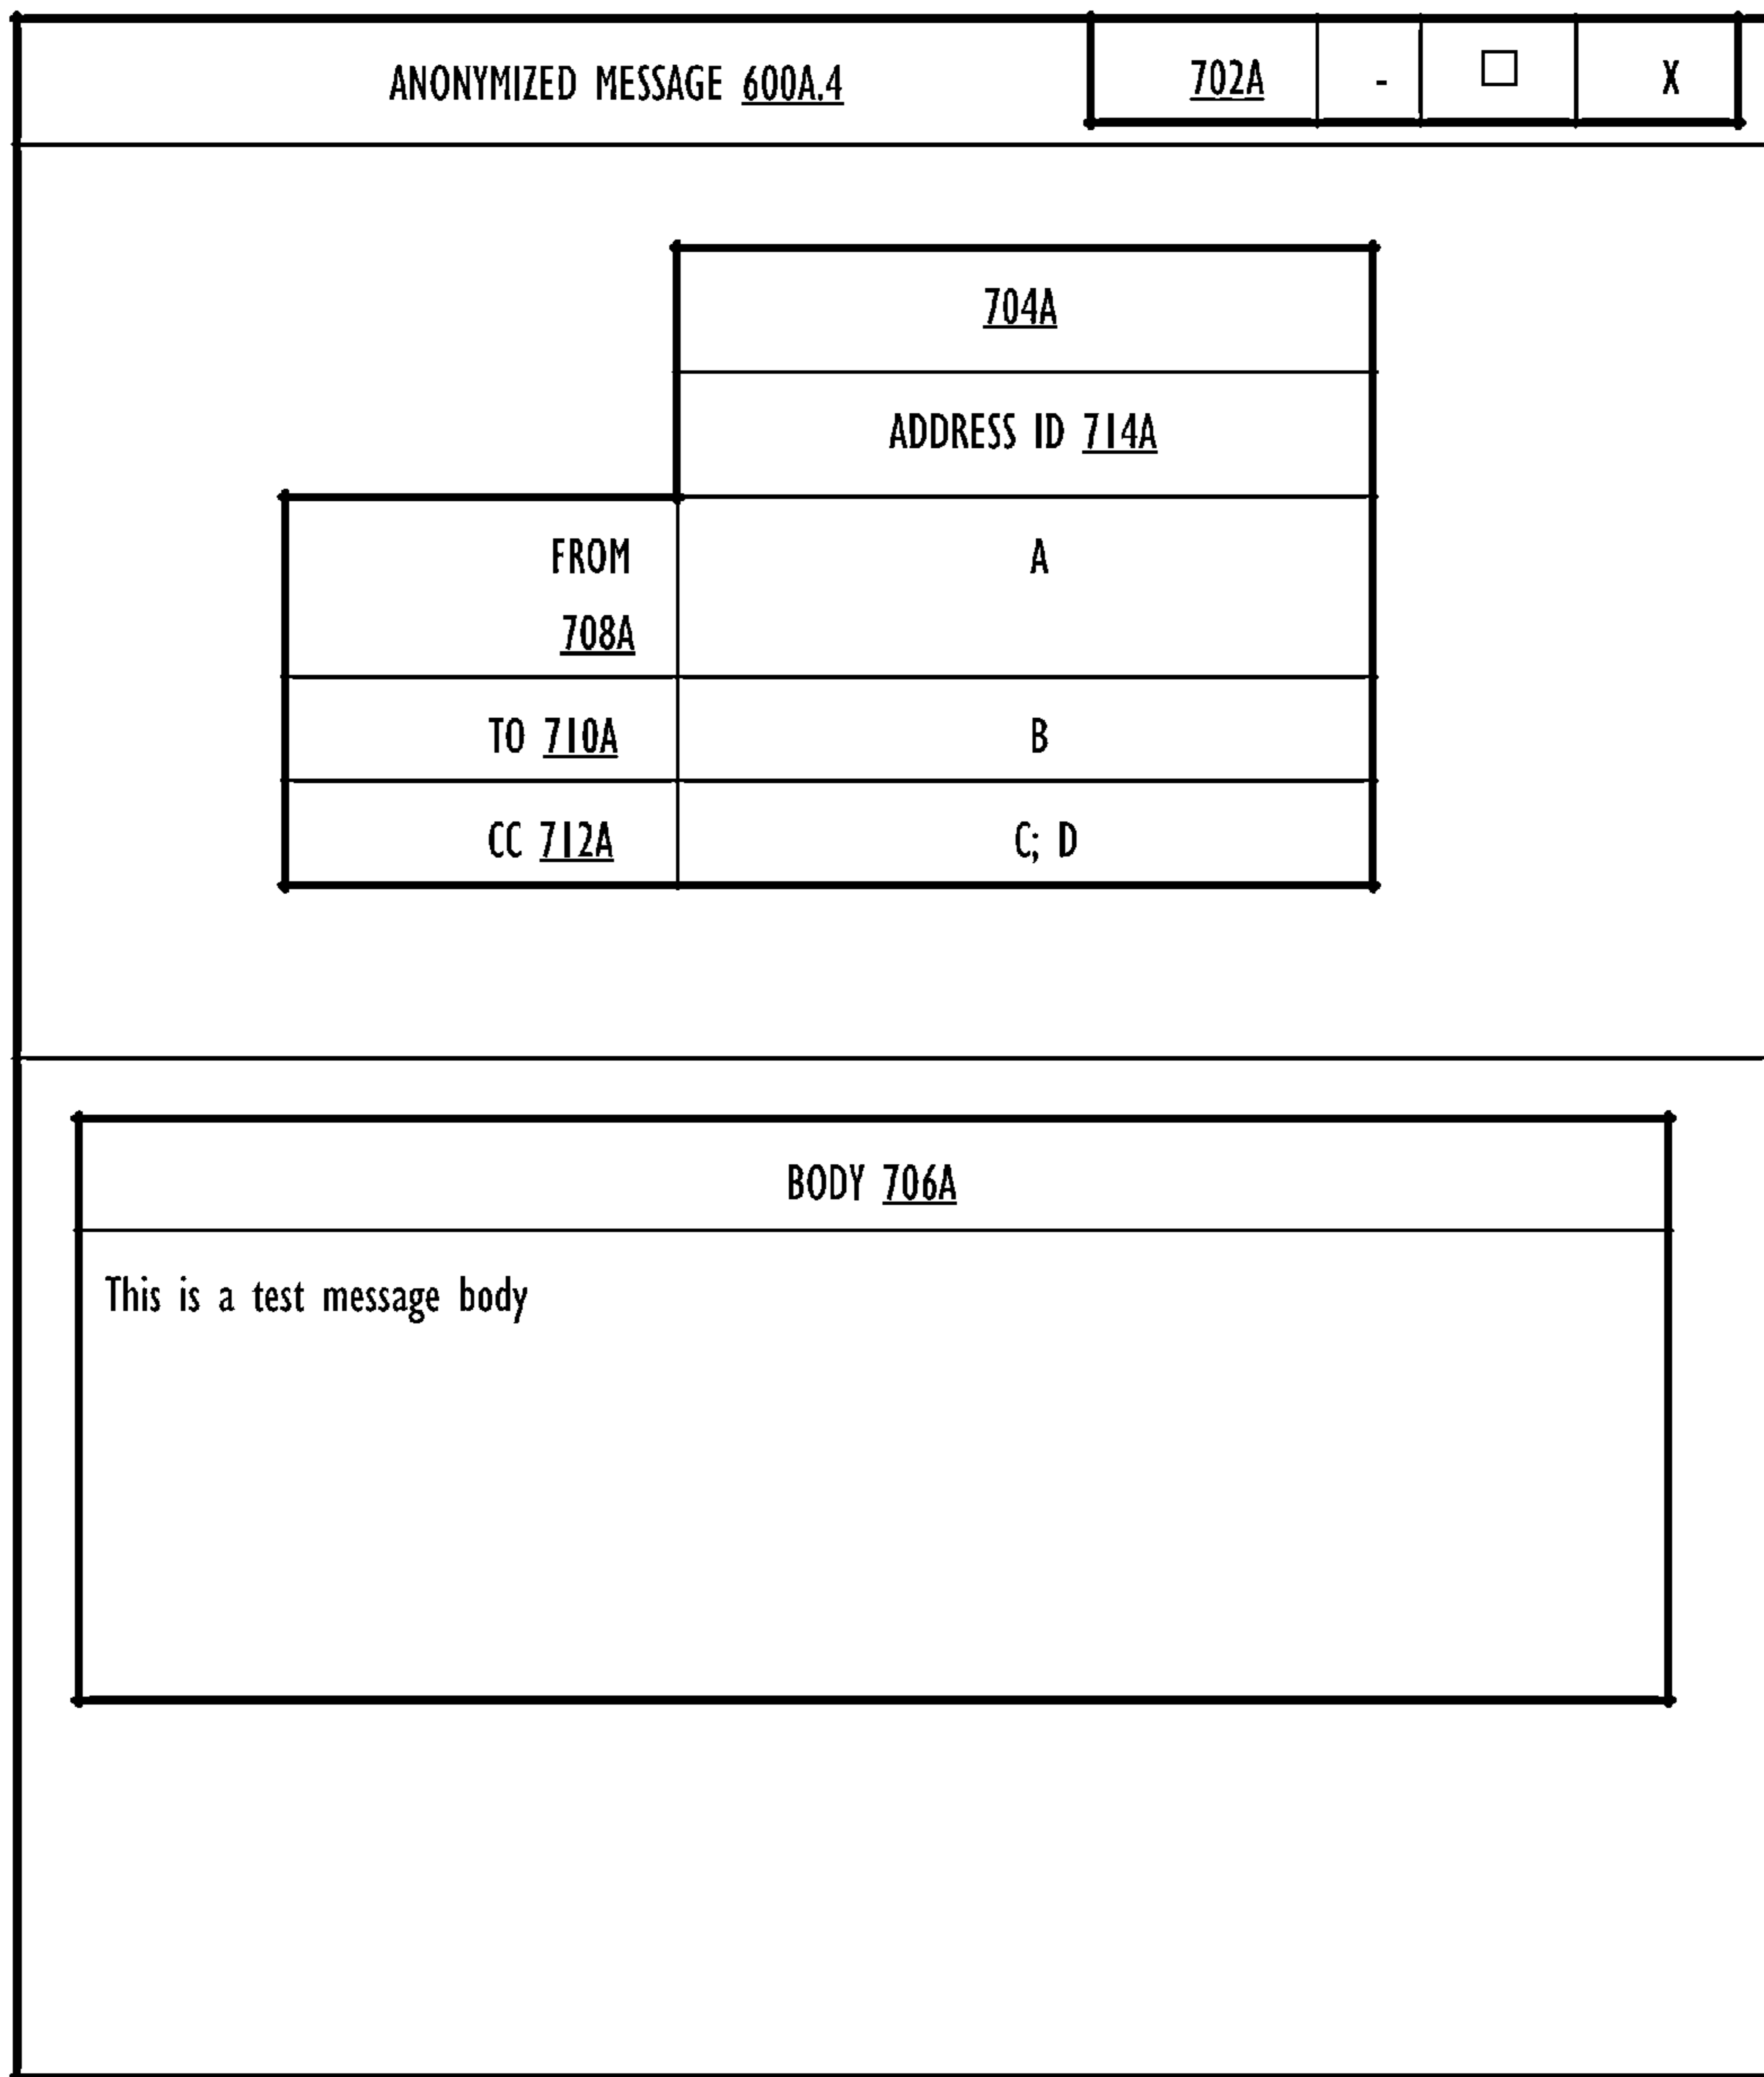 ANONYMIZED MESSAGE 600A.4 702A - □ X
704A
ADDRESS ID 714A
FROM A
708A
TO 710A B
CC 712A C; D
BODY 706A
This is a test message body